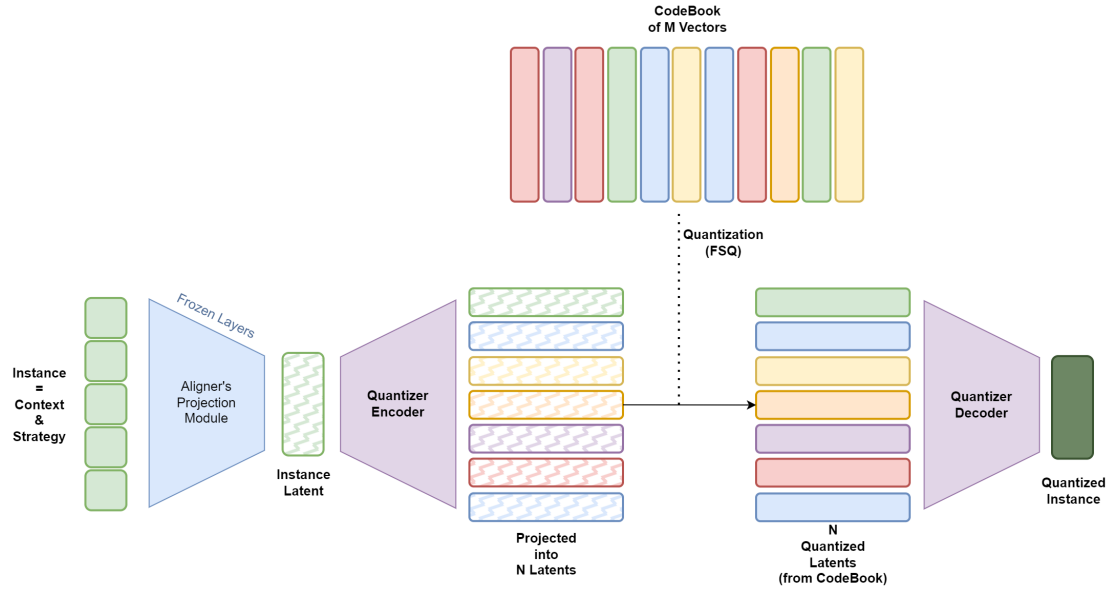 CodeBook
of M Vectors
Quantization
(FSQ)
Frozen Layers
Instance
=
Context
&
Strategy
Aligner's
Projection
Module
Instance
Latent
Quantizer
Encoder
Projected
into
N Latents
N
Quantized
Latents
(from CodeBook)
Quantizer
Decoder
Quantized
Instance